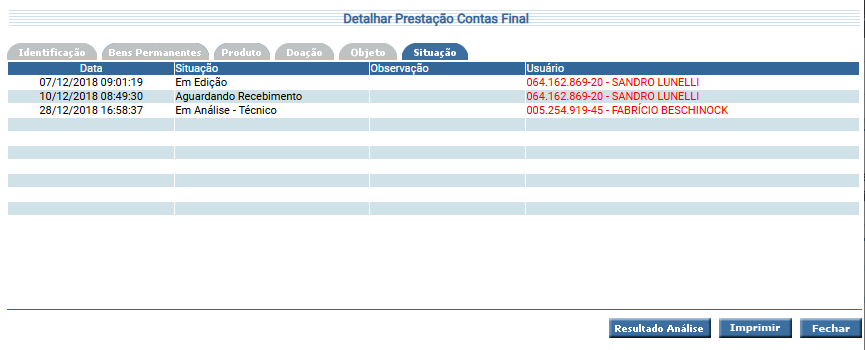 Detalhar Prestação Contas Final
Identificação Bens Permanentes Produto Doação Objeto Situação
Data Situação Observação Usuário
07/12/2018 09:01:19 Em Edição 064.162.869-20 - SANDRO LUNELLI
10/12/2018 08:49:30 Aguardando Recebimento 064.162.869-20 - SANDRO LUNELLI
28/12/2018 16:58:37 Em Análise - Técnico 005.254.919-45 - FABRÍCIO BESCHINOCK
Resultado Análise Imprimir Fechar